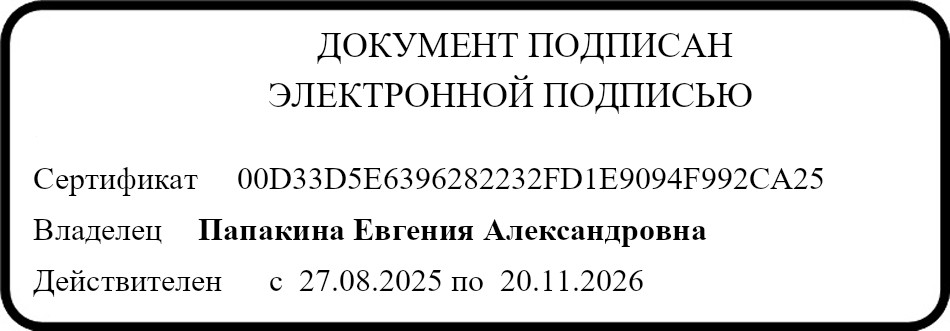 ДОКУМЕНТ ПОДПИСАН
ЭЛЕКТРОННОЙ ПОДПИСЬЮ
Сертификат 00D33D5E6396282232FD1E9094F992CA25
Владелец Папакина Евгения Александровна
Действителен с 27.08.2025 по 20.11.2026